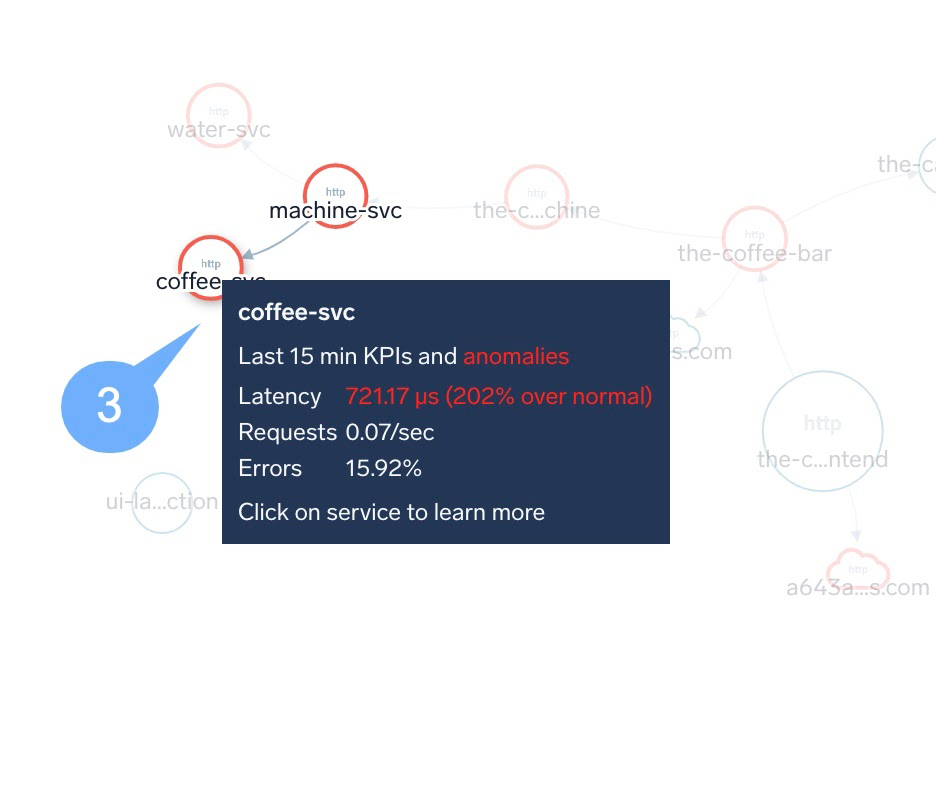 http
water-svc
http
machine-svc
http
the-c...chine
the-ca
http
the-coffee-bar
http
coffee-svc
coffee-svc
Last 15 min KPIs and anomalies
Latency 721.17 µs (202% over normal)
Requests 0.07/sec
Errors 15.92%
Click on service to learn more
s.com
3
http
the-c...ntend
ui-la...ction
http
a643a...s.com